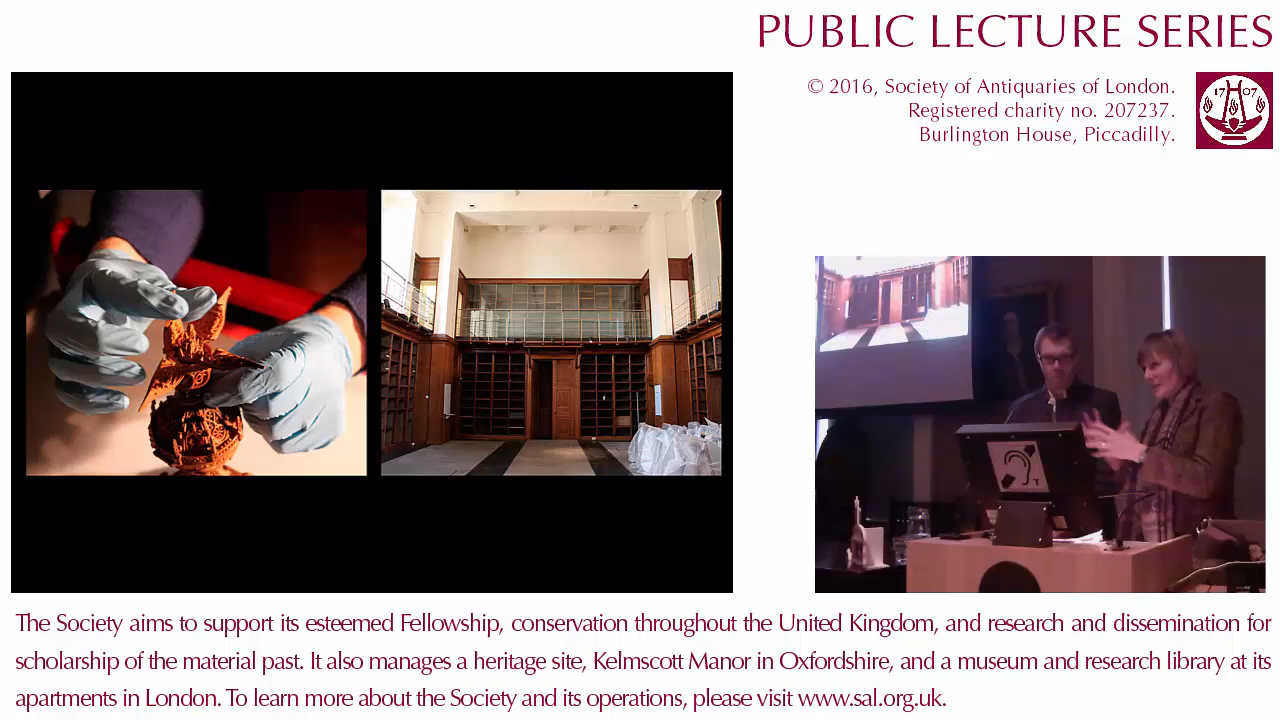 PUBLIC LECTURE SERIES
© 2016, Society of Antiquaries of London.
Registered charity no. 207237.
Burlington House, Piccadilly.
17 07
T
The Society aims to support its esteemed Fellowship, conservation throughout the United Kingdom, and research and dissemination for
scholarship of the material past. It also manages a heritage site, Kelmscott Manor in Oxfordshire, and a museum and research library at its
apartments in London. To learn more about the Society and its operations, please visit www.sal.org.uk.